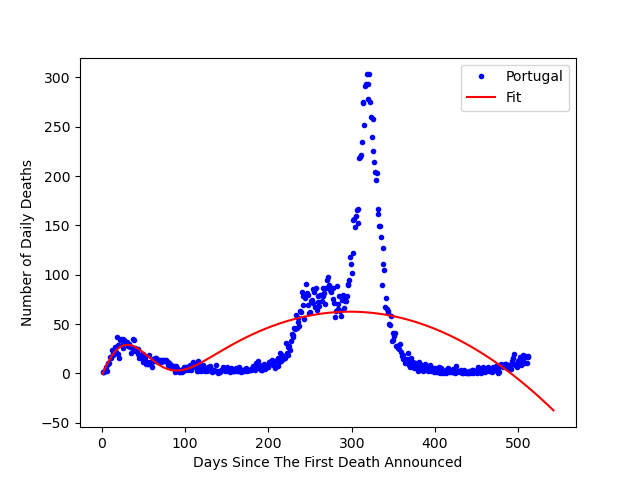 Portugal
Fit
300
250
200
150
100
50
0
−50
Number of Daily Deaths
0 100 200 300 400 500
Days Since The First Death Announced